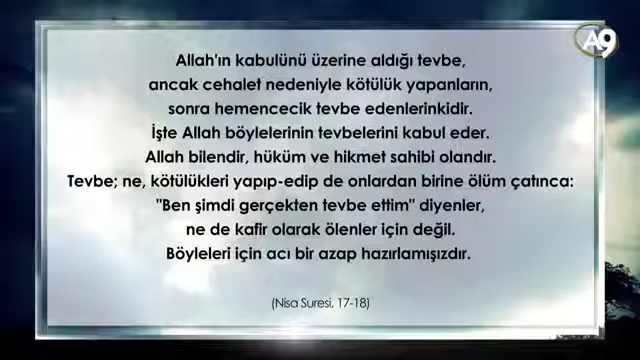 A9
Allah'ın kabulünü üzerine aldığı tevbe,
ancak cehalet nedeniyle kötülük yapanların,
sonra hemencecik tevbe edenlerinkidir.
İşte Allah böylelerinin tevbelerini kabul eder.
Allah bilendir, hüküm ve hikmet sahibi olandır.
Tevbe; ne, kötülükleri yapıp-edip de onlardan birine ölüm çatınca:
"Ben şimdi gerçekten tevbe ettim" diyenler,
ne de kafir olarak ölenler için değil.
Böyleleri için acı bir azap hazırlamışızdır.
(Nisa Suresi, 17-18)